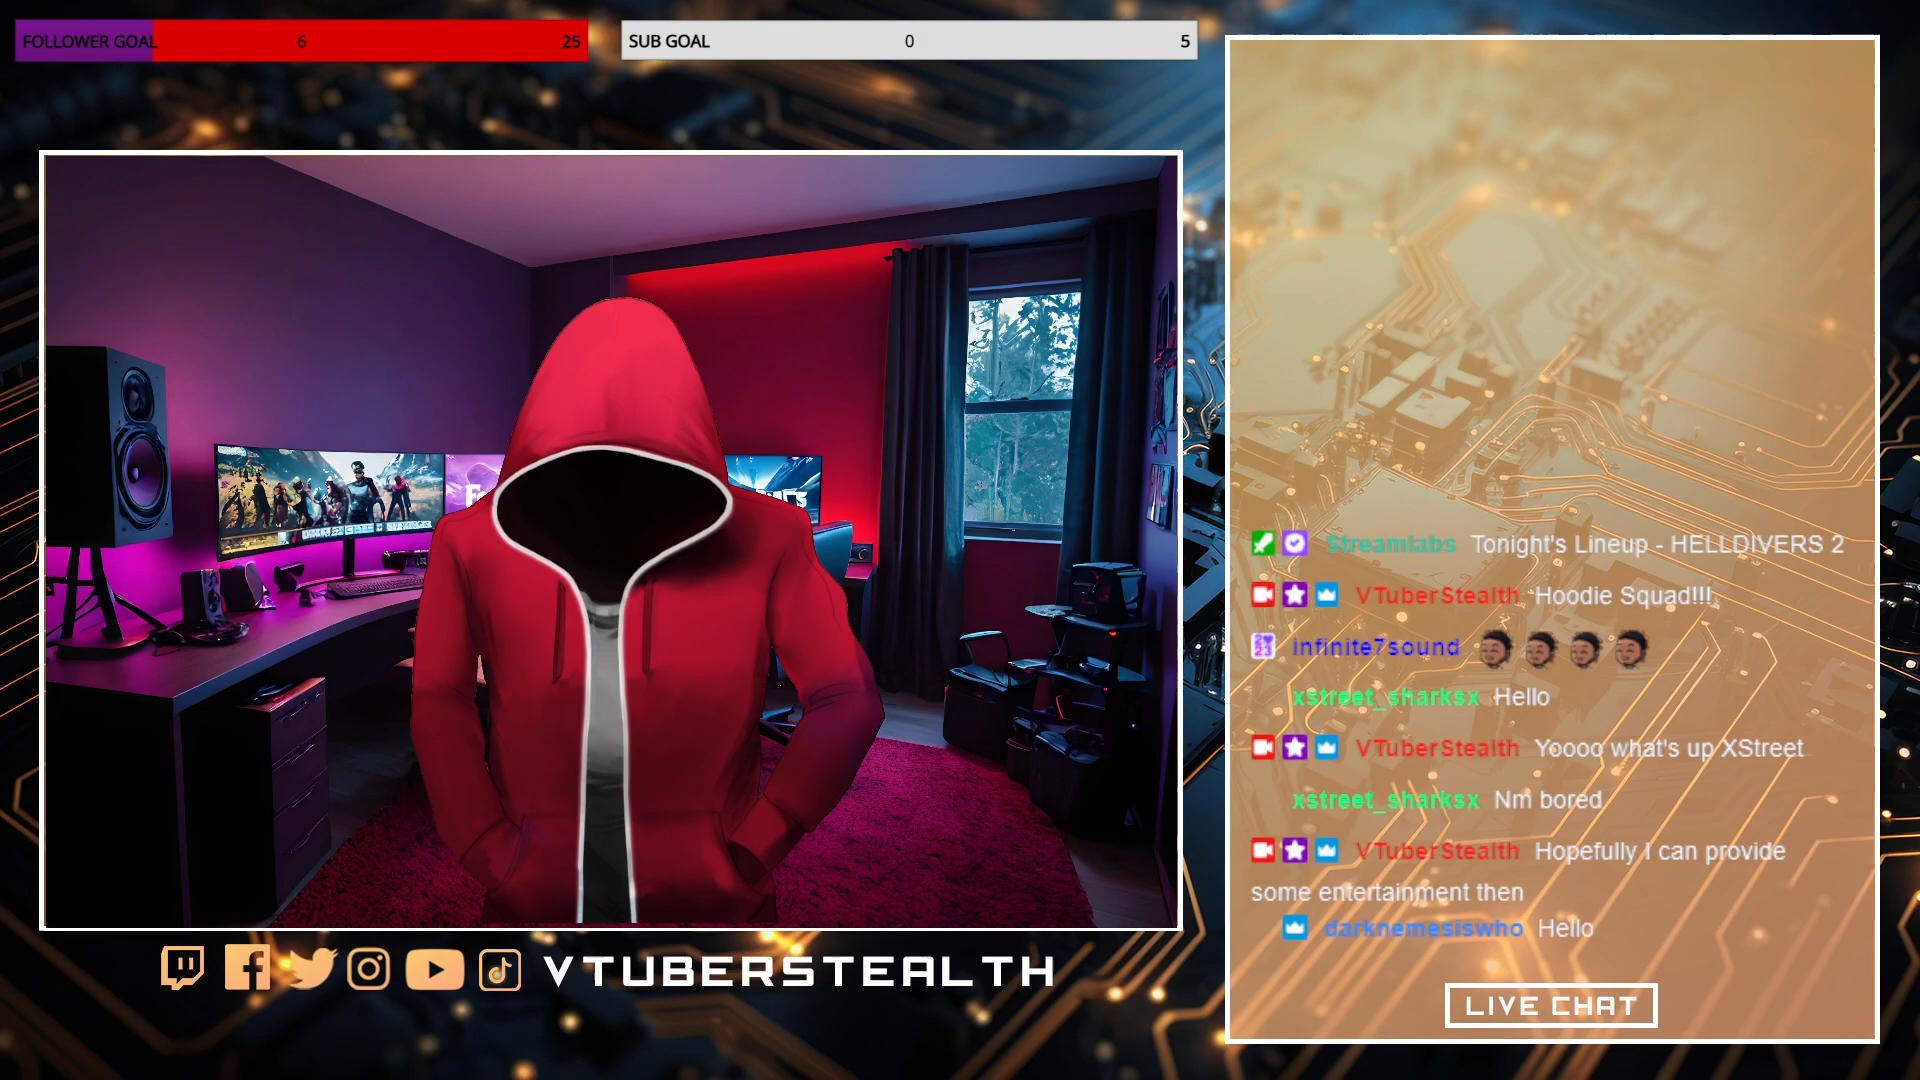 FOLLOWER GOAL 6 25
SUB GOAL 0 5
Streamlabs Tonight's Lineup - HELLDIVERS 2
VTuberStealth Hoodie Squad!!!
infinite7sound
xstreet_sharksx Hello
VTuberStealth Yoooo what's up XStreet
xstreet_sharksx Nm bored
VTuberStealth Hopefully I can provide
some entertainment then
darknemesiswho Hello
VTUBERSTEALTH
LIVE CHAT